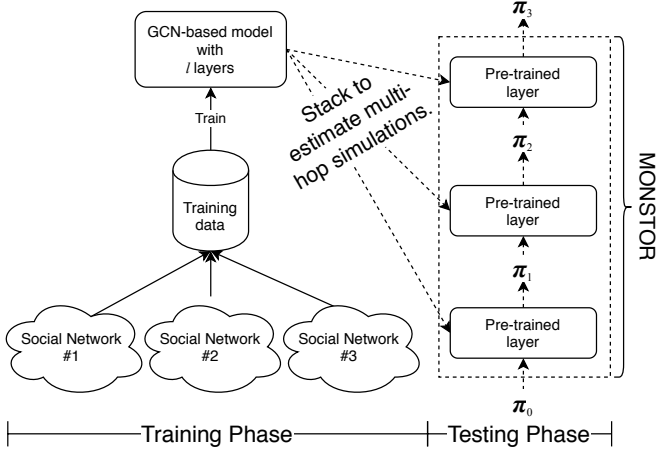 GCN-based model
with
l layers
Train
Training
data
Social Network
#1
Social Network
#2
Social Network
#3
Stack to
estimate multi-
hop simulations.
π3
Pre-trained
layer
π2
Pre-trained
layer
π1
Pre-trained
layer
π0
MONSTOR
Training Phase
Testing Phase